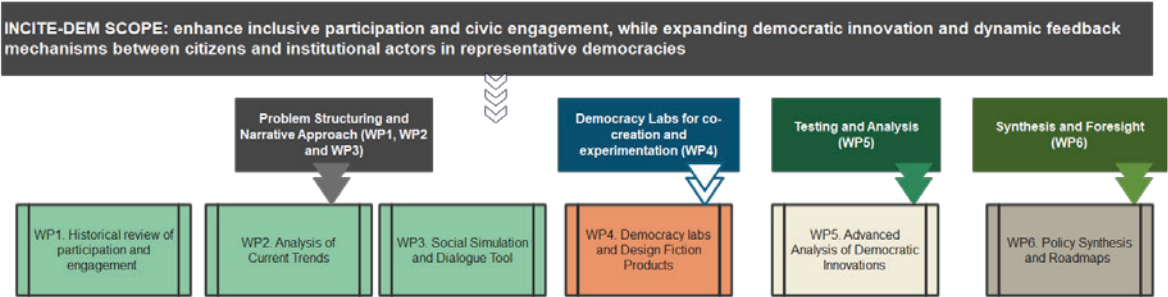 INCITE-DEM SCOPE: enhance inclusive participation and civic engagement, while expanding democratic innovation and dynamic feedback
mechanisms between citizens and institutional actors in representative democracies
Problem Structuring and
Narrative Approach (WP1, WP2
and WP3)
Democracy Labs for co-
creation and
experimentation (WP4)
Testing and Analysis
(WP5)
Synthesis and Foresight
(WP6)
WP1. Historical review of
participation and
engagement
WP2. Analysis of
Current Trends
WP3. Social Simulation
and Dialogue Tool
WP4. Democracy labs
and Design Fiction
Products
WP5. Advanced
Analysis of Democratic
Innovations
WP6. Policy Synthesis
and Roadmaps